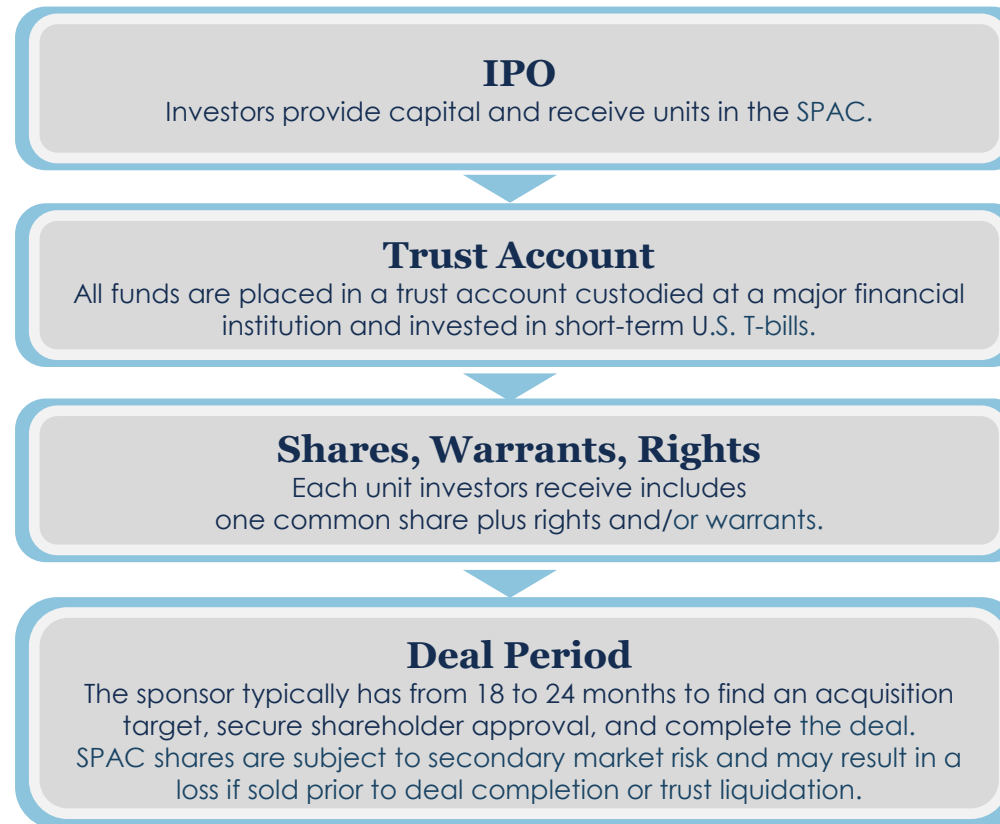 IPO
Investors provide capital and receive units in the SPAC.
Trust Account
All funds are placed in a trust account custodied at a major financial
institution and invested in short-term U.S. T-bills.
Shares, Warrants, Rights
Each unit investors receive includes
one common share plus rights and/or warrants.
Deal Period
The sponsor typically has from 18 to 24 months to find an acquisition
target, secure shareholder approval, and complete the deal.
SPAC shares are subject to secondary market risk and may result in a
loss if sold prior to deal completion or trust liquidation.